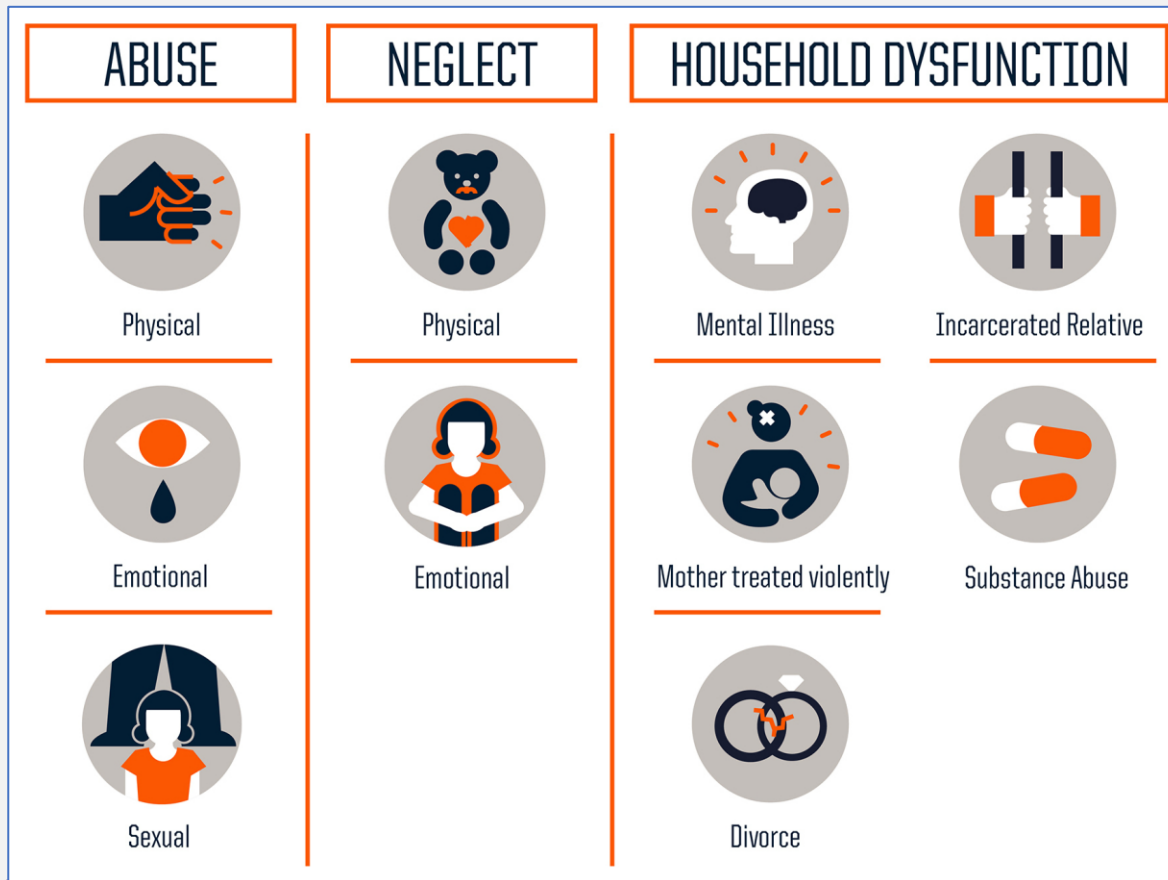 ABUSE
Physical
Emotional
Sexual
NEGLECT
Physical
Emotional
HOUSEHOLD DYSFUNCTION
Mental Illness
Incarcerated Relative
Mother treated violently
Substance Abuse
Divorce